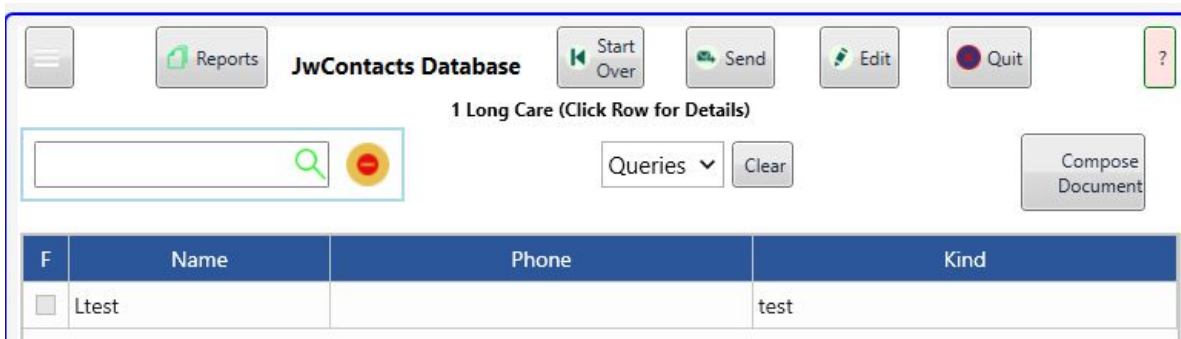 Reports
JwContacts Database
Start
Over
Send
Edit
Quit
?
1 Long Care (Click Row for Details)
Queries
Clear
Compose
Document
F Name Phone Kind
Ltest test